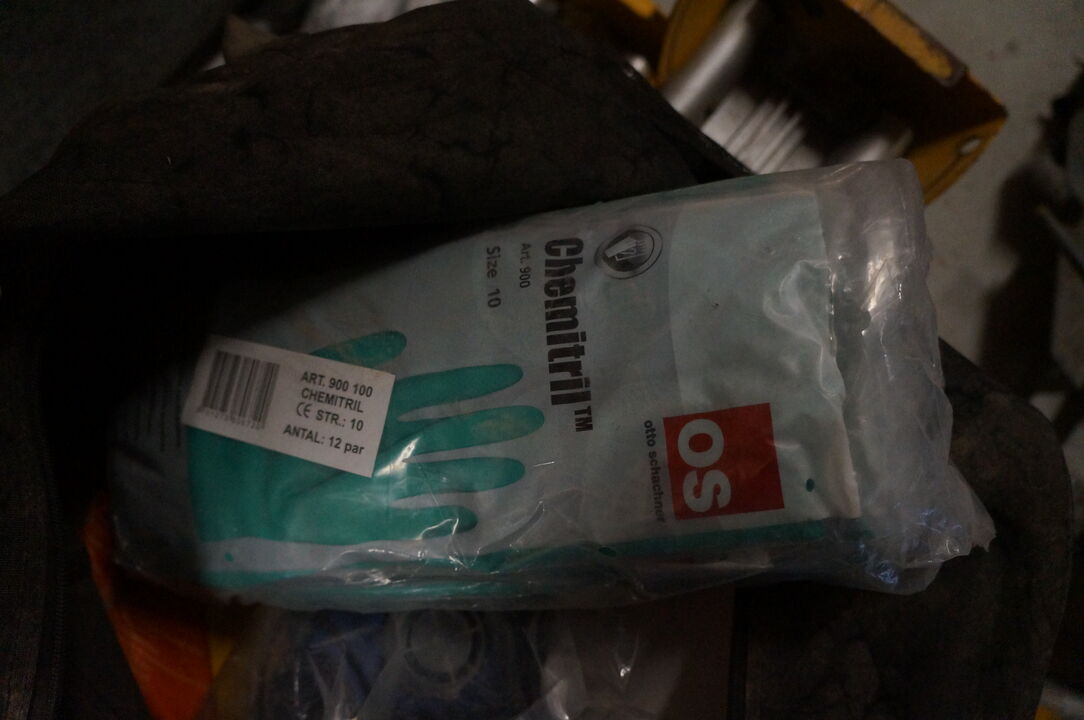 Chemitril™
Art. 900
Size 10
os
otto schachner
ART. 900 100
CHEMITRIL
CE STR.: 10
ANTAL: 12 par